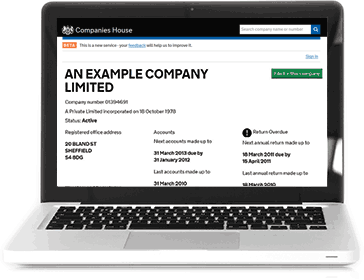 Companies House
Search company name or number
BETA This is a new service - your feedback will help us improve it.
Sign in
AN EXAMPLE COMPANY
LIMITED
File for this company
Company number 01394691
A Private Limited incorporated on 18 October 1978
Status: Active
Registered office address
20 BLAND ST
SHEFFIELD
S4 8DG
Accounts
Next accounts made up to
31 March 2013 due by
31 January 2012
Last accounts made up to
31 March 2010
Return Overdue
Next annual return made up to
18 March 2011 due by
15 April 2011
Last annual return made up to
18 March 2010